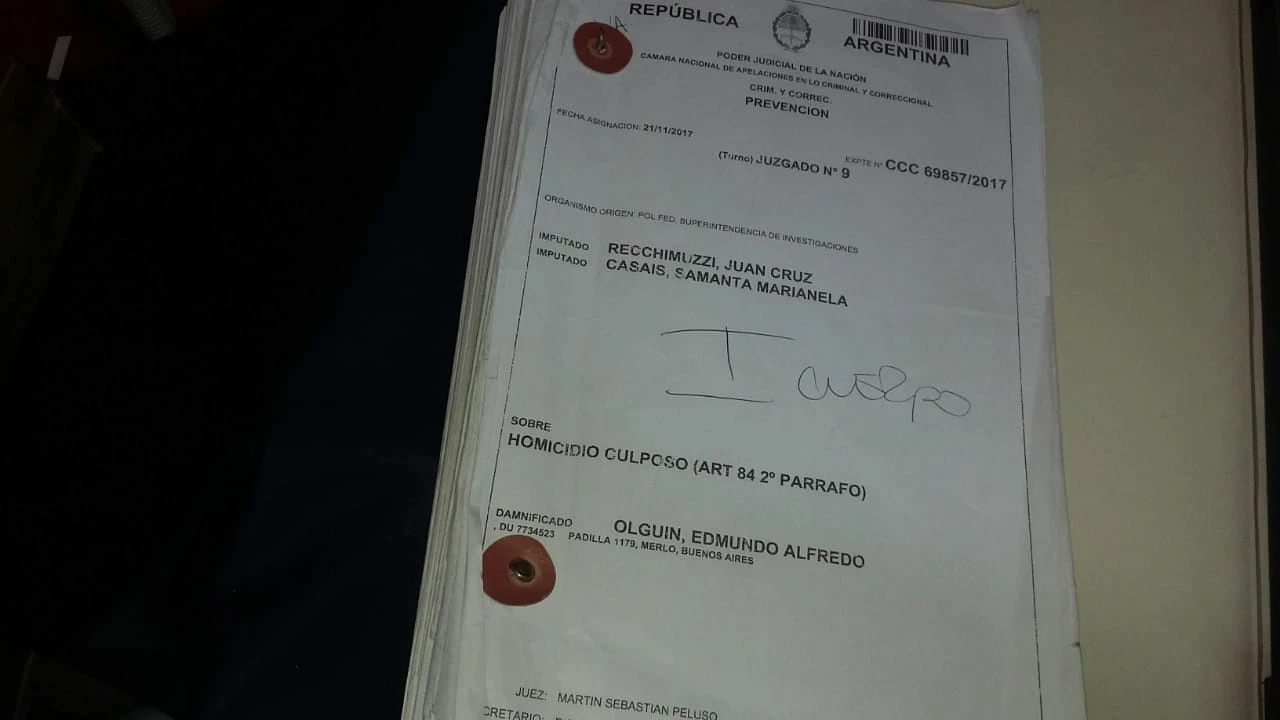 REPÚBLICA
ARGENTINA
PODER JUDICIAL DE LA NACIÓN
CAMARA NACIONAL DE APELACIONES EN LO CRIMINAL Y CORRECCIONAL
CRIM. Y CORREC.
PREVENCION
FECHA ASIGNACION: 21/11/2017
EXPTE Nº CCC 69857/2017
(Turno) JUZGADO N° 9
ORGANISMO ORIGEN: POL FED. SUPERINTENDENCIA DE INVESTIGACIONES
IMPUTADO RECCHIMUZZI, JUAN CRUZ
IMPUTADO CASAIS, SAMANTA MARIANELA
I CUERPO
SOBRE
HOMICIDIO CULPOSO (ART 84 2º PARRAFO)
DAMNIFICADO OLGUIN, EDMUNDO ALFREDO
, DU 7734523 PADILLA 1179, MERLO, BUENOS AIRES
JUEZ: MARTIN SEBASTIAN PELUSO